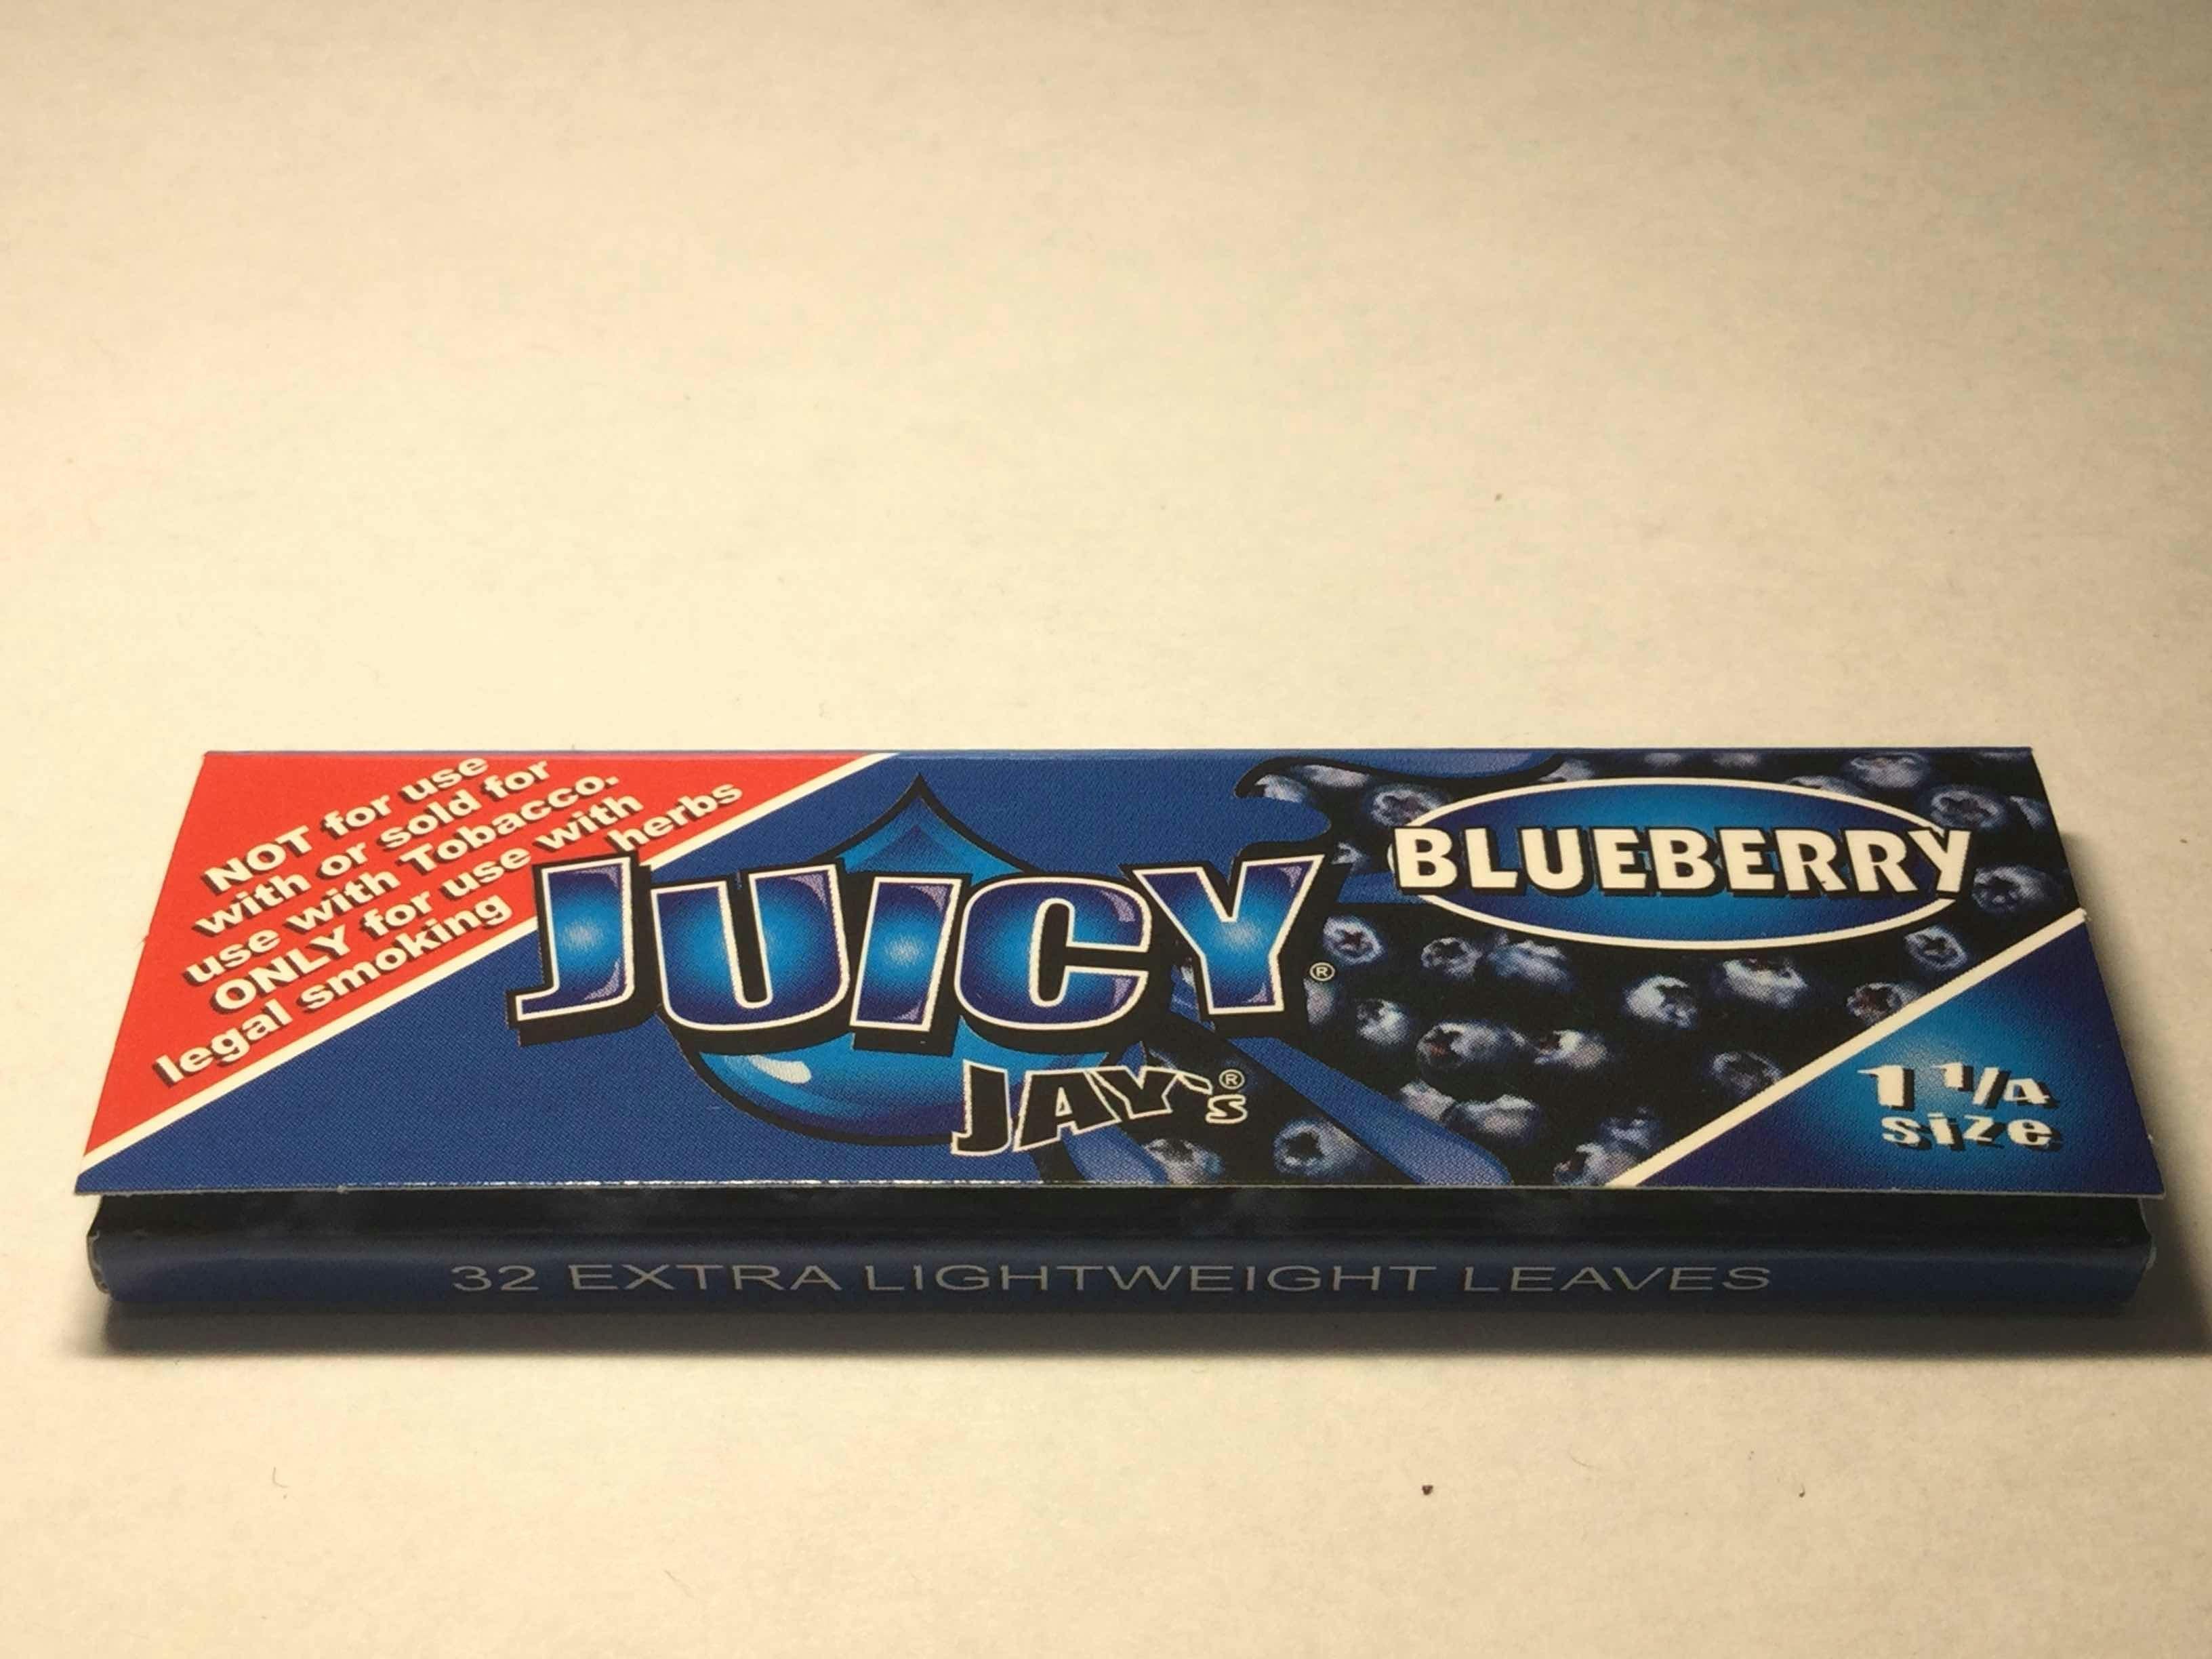 NOT for use
with or sold for
use with Tobacco.
ONLY for use with
legal smoking herbs
JUICY®
JAY's®
BLUEBERRY
1 1/4
size
32 EXTRA LIGHTWEIGHT LEAVES